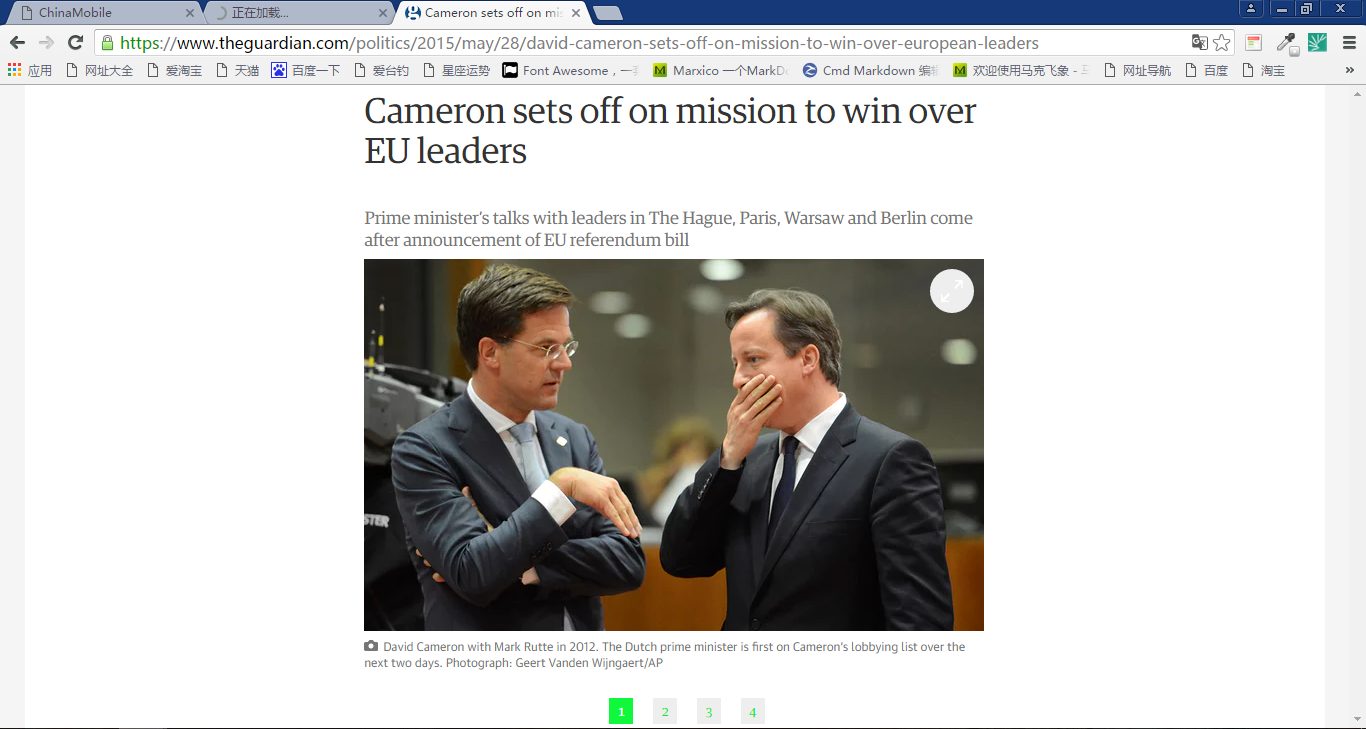 ChinaMobile
正在加载...
Cameron sets off on mis
https://www.theguardian.com/politics/2015/may/28/david-cameron-sets-off-on-mission-to-win-over-european-leaders
应用 网址大全 爱淘宝 天猫 百度一下 爱台钓 星座运势 Font Awesome，一 Marxico 一个MarkD Cmd Markdown 编 欢迎使用马克飞象 - 网址导航 百度 淘宝 »
Cameron sets off on mission to win over
EU leaders
Prime minister's talks with leaders in The Hague, Paris, Warsaw and Berlin come
after announcement of EU referendum bill
STER
David Cameron with Mark Rutte in 2012. The Dutch prime minister is first on Cameron's lobbying list over the
next two days. Photograph: Geert Vanden Wijngaert/AP
1 2 3 4